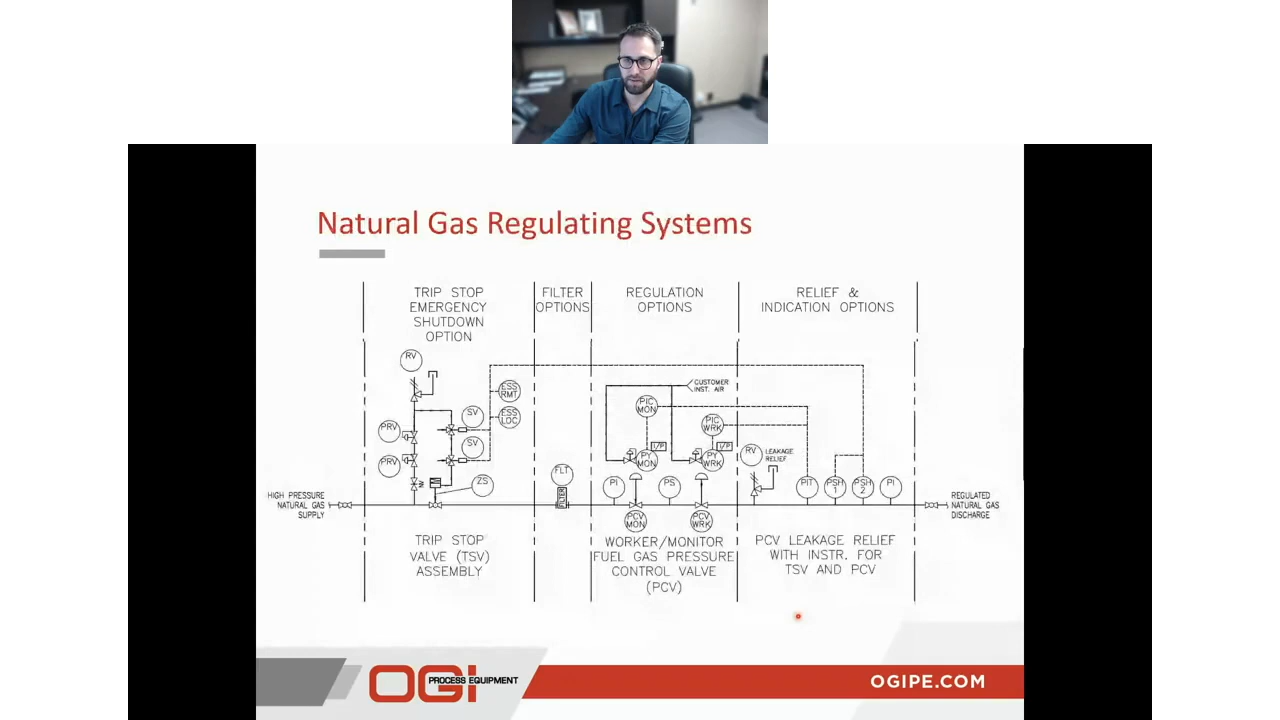 Natural Gas Regulating Systems
TRIP STOP
EMERGENCY
SHUTDOWN
OPTION
FILTER
OPTIONS
REGULATION
OPTIONS
RELIEF &
INDICATION OPTIONS
RV
CUSTOMER
INST. AIR
ESS
RMT
PIC
MON
SV
ESS
LOC
PIC
WRK
PRV
SV
I/P
I/P
RV
LEAKAGE
RELIEF
PRV
PY
MON
PY
WRK
FLT
ZS
PI
PS
PIT
PSH
1
PSH
2
PI
FILTER
HIGH PRESSURE
NATURAL GAS
SUPPLY
REGULATED
NATURAL GAS
DISCHARGE
PCV
MON
PCV
WRK
TRIP STOP
VALVE (TSV)
ASSEMBLY
WORKER/MONITOR
FUEL GAS PRESSURE
CONTROL VALVE
(PCV)
PCV LEAKAGE RELIEF
WITH INSTR. FOR
TSV AND PCV
OGI
PROCESS EQUIPMENT
OGIPE.COM